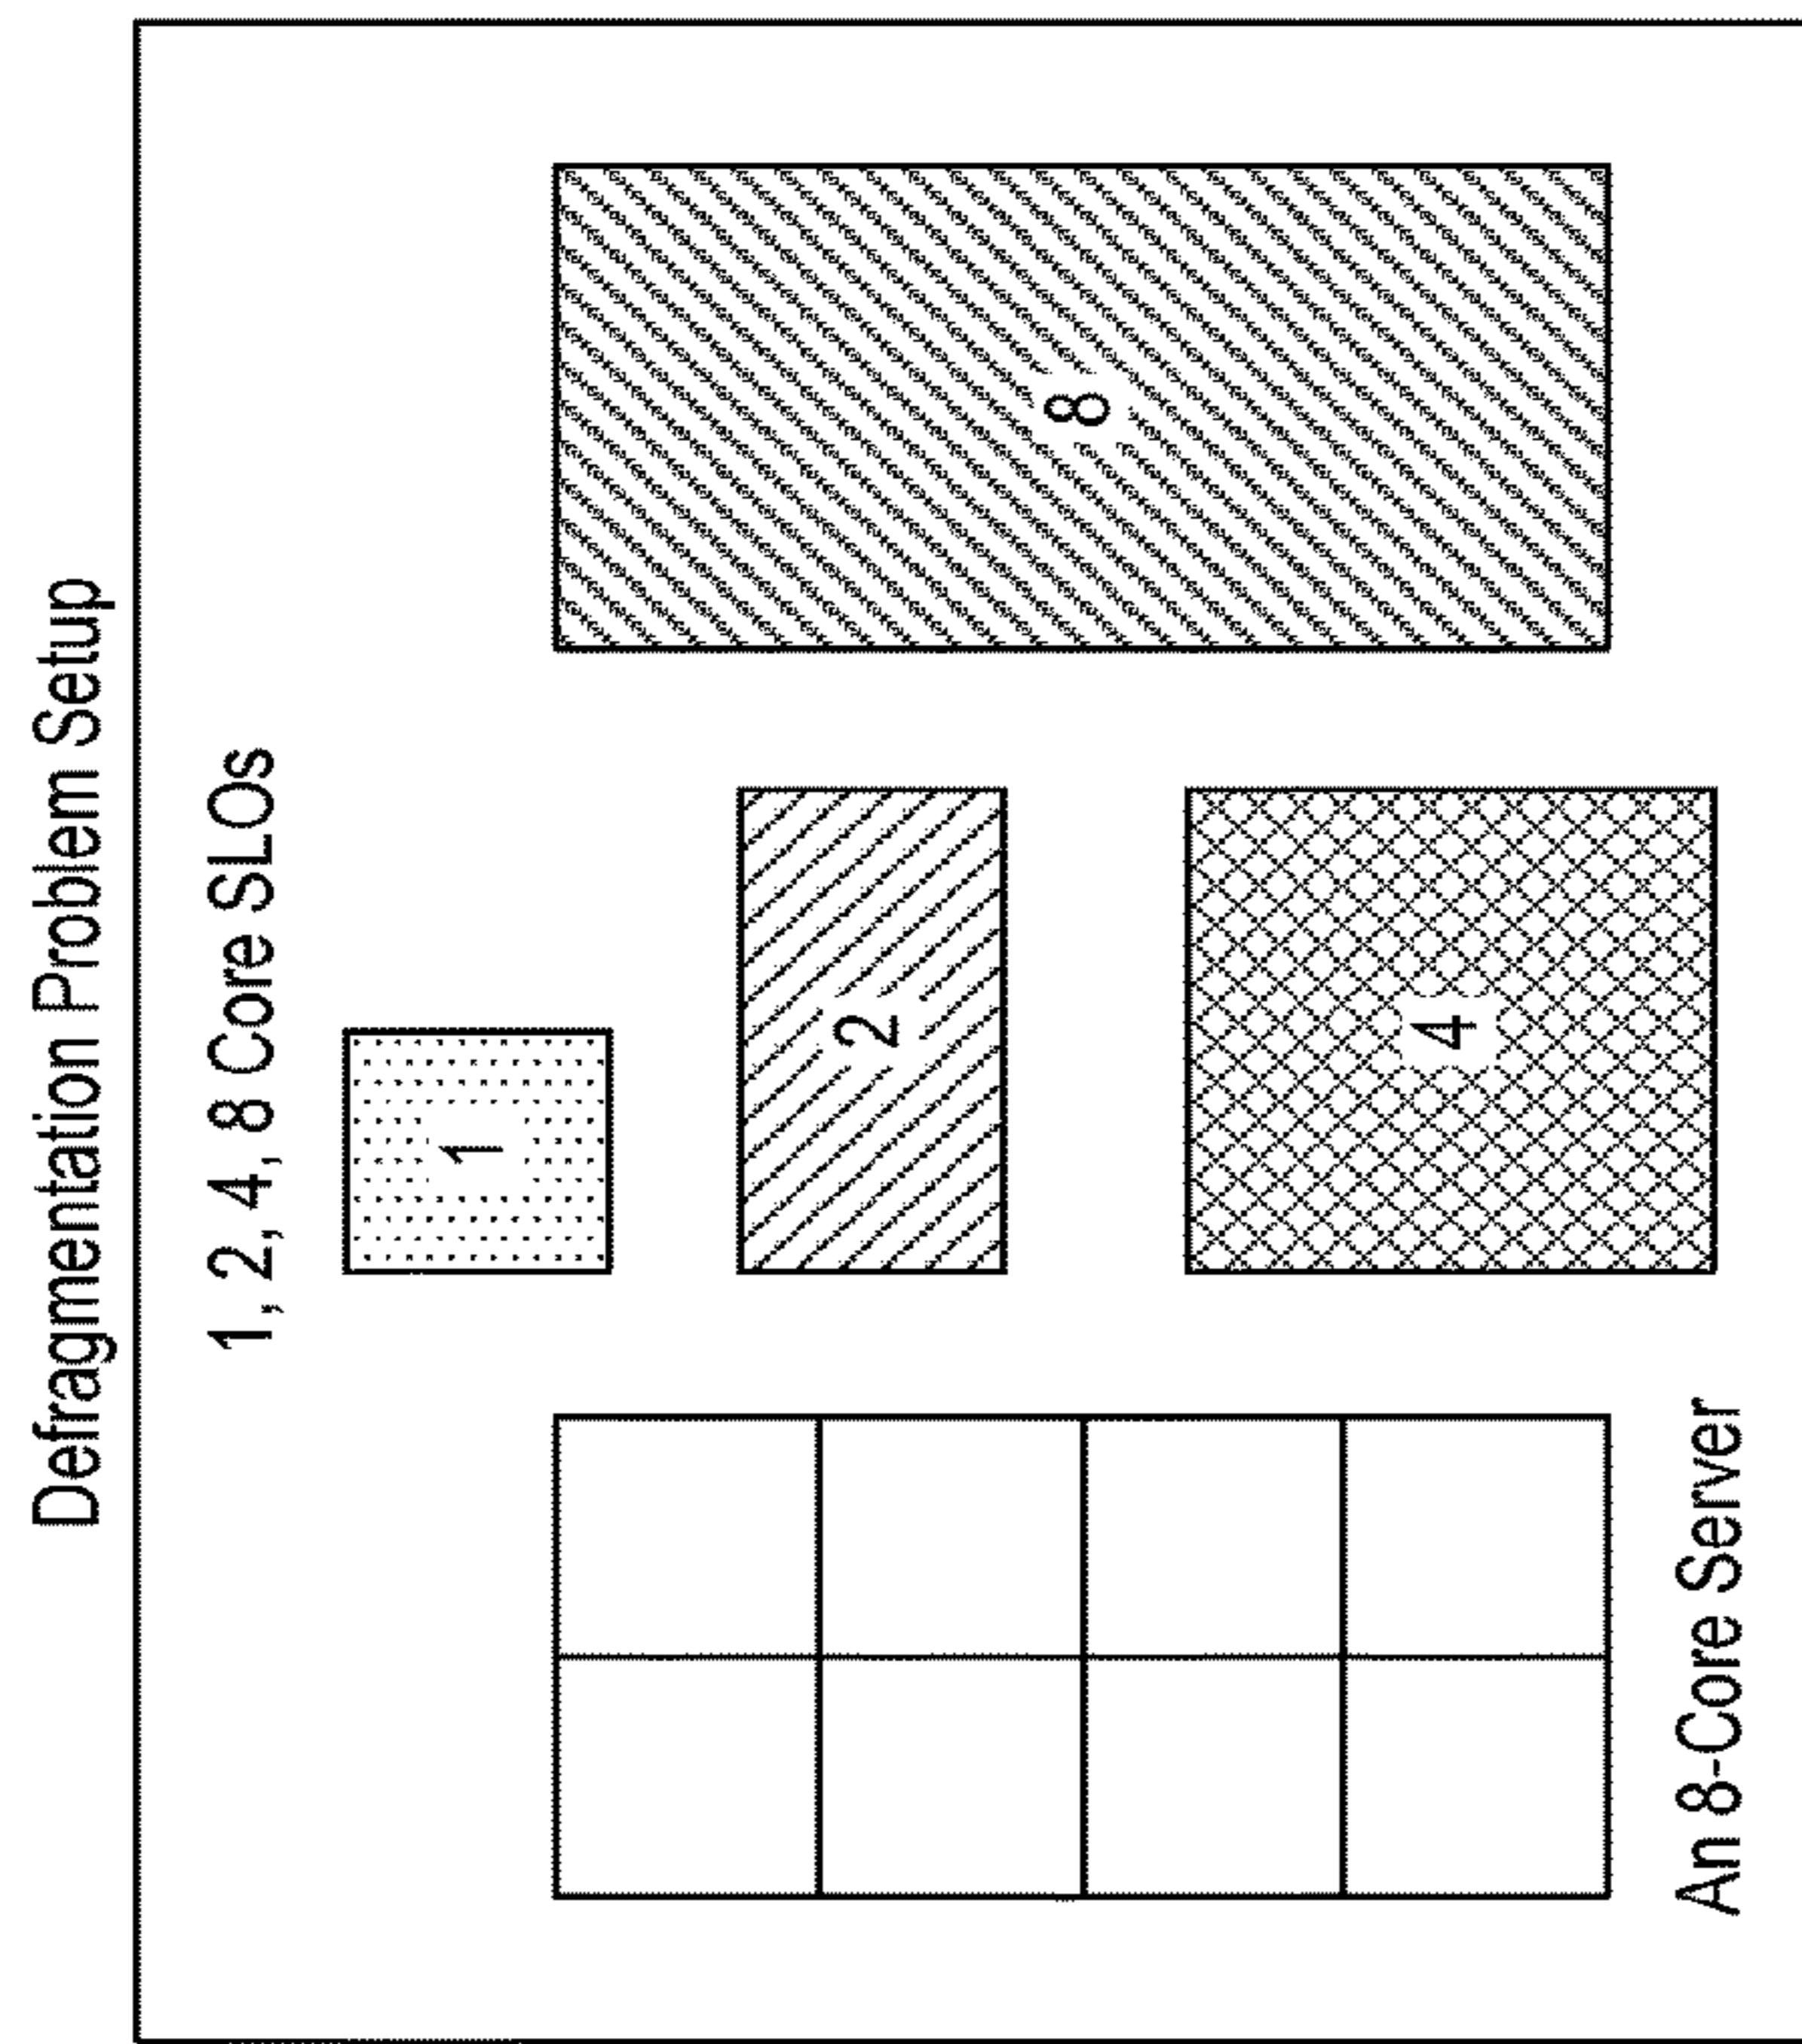 Defragmentation Problem Setup
1, 2, 4, 8 Core SLOs
1
2
4
8
An 8-Core Server